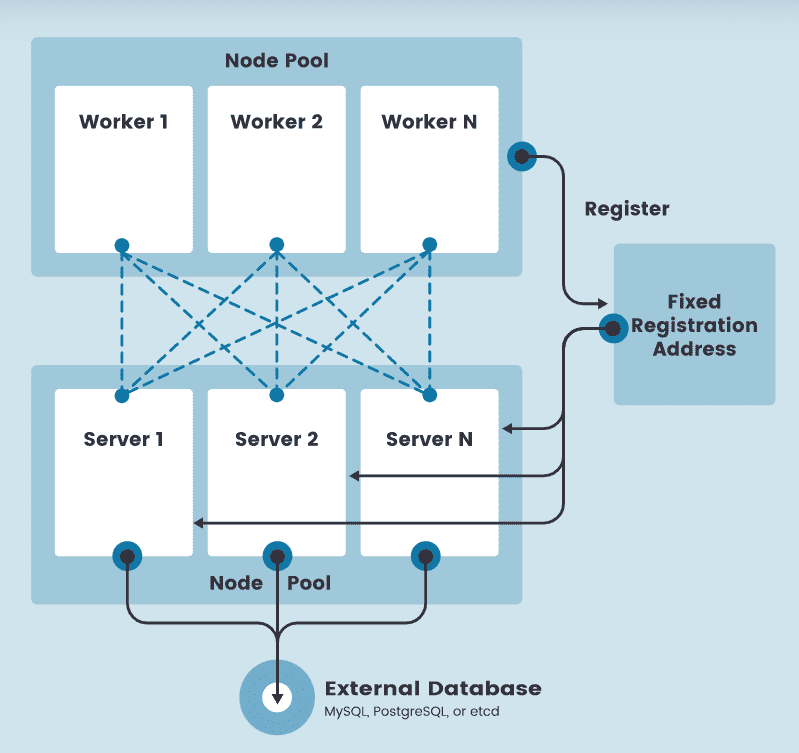 Node Pool
Worker 1
Worker 2
Worker N
Register
Fixed
Registration
Address
Server 1
Server 2
Server N
Node Pool
External Database
MySQL, PostgreSQL, or etcd